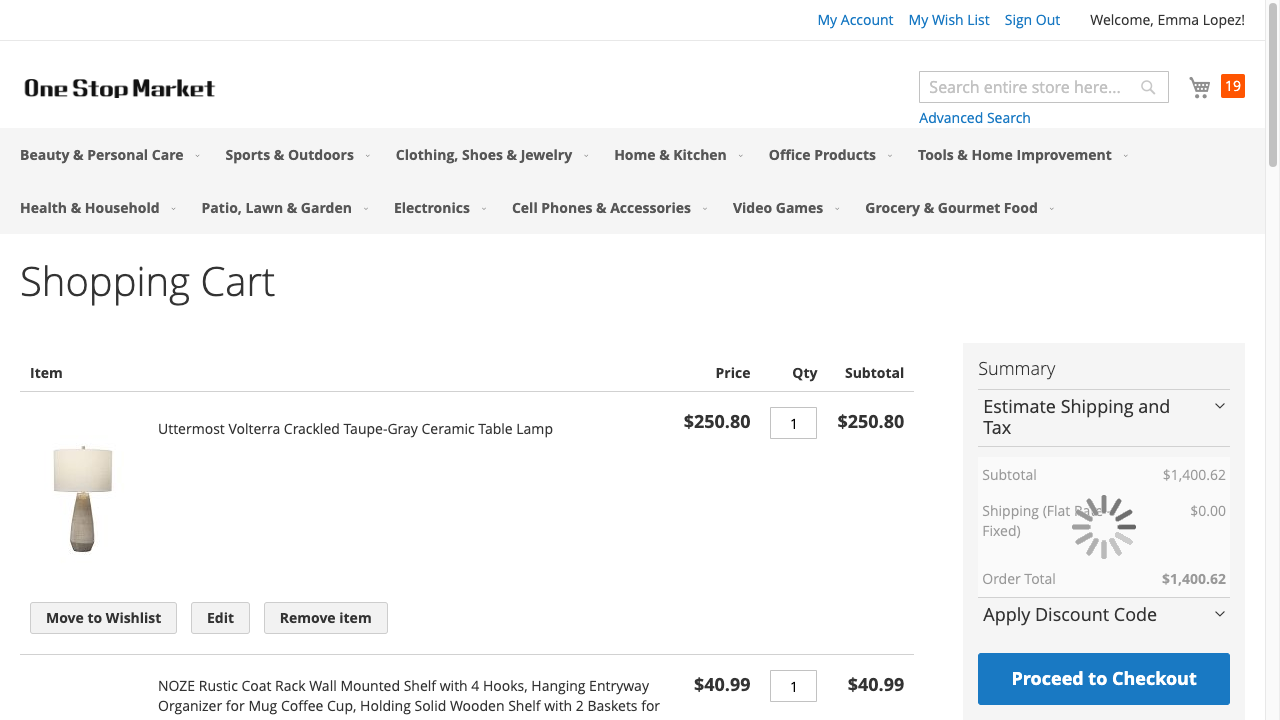 My Account My Wish List Sign Out Welcome, Emma Lopez!
One Stop Market
Search entire store here...
19
Advanced Search
Beauty & Personal Care Sports & Outdoors Clothing, Shoes & Jewelry Home & Kitchen Office Products Tools & Home Improvement
Health & Household Patio, Lawn & Garden Electronics Cell Phones & Accessories Video Games Grocery & Gourmet Food
Shopping Cart
Item Price Qty Subtotal
Uttermost Volterra Crackled Taupe-Gray Ceramic Table Lamp $250.80 1 $250.80
Move to Wishlist Edit Remove item
NOZE Rustic Coat Rack Wall Mounted Shelf with 4 Hooks, Hanging Entryway $40.99 1 $40.99
Organizer for Mug Coffee Cup, Holding Solid Wooden Shelf with 2 Baskets for
Summary
Estimate Shipping and
Tax
Subtotal $1,400.62
Shipping (Flat Rate - $0.00
Fixed)
Order Total $1,400.62
Apply Discount Code
Proceed to Checkout